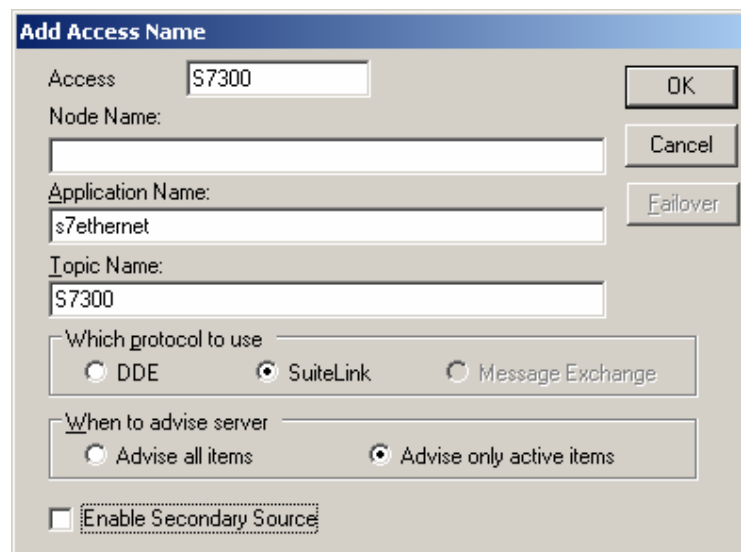 Add Access Name
Access S7300
OK
Node Name:
Cancel
Application Name:
Failover
s7ethernet
Topic Name:
S7300
Which protocol to use
DDE SuiteLink Message Exchange
When to advise server
Advise all items Advise only active items
Enable Secondary Source